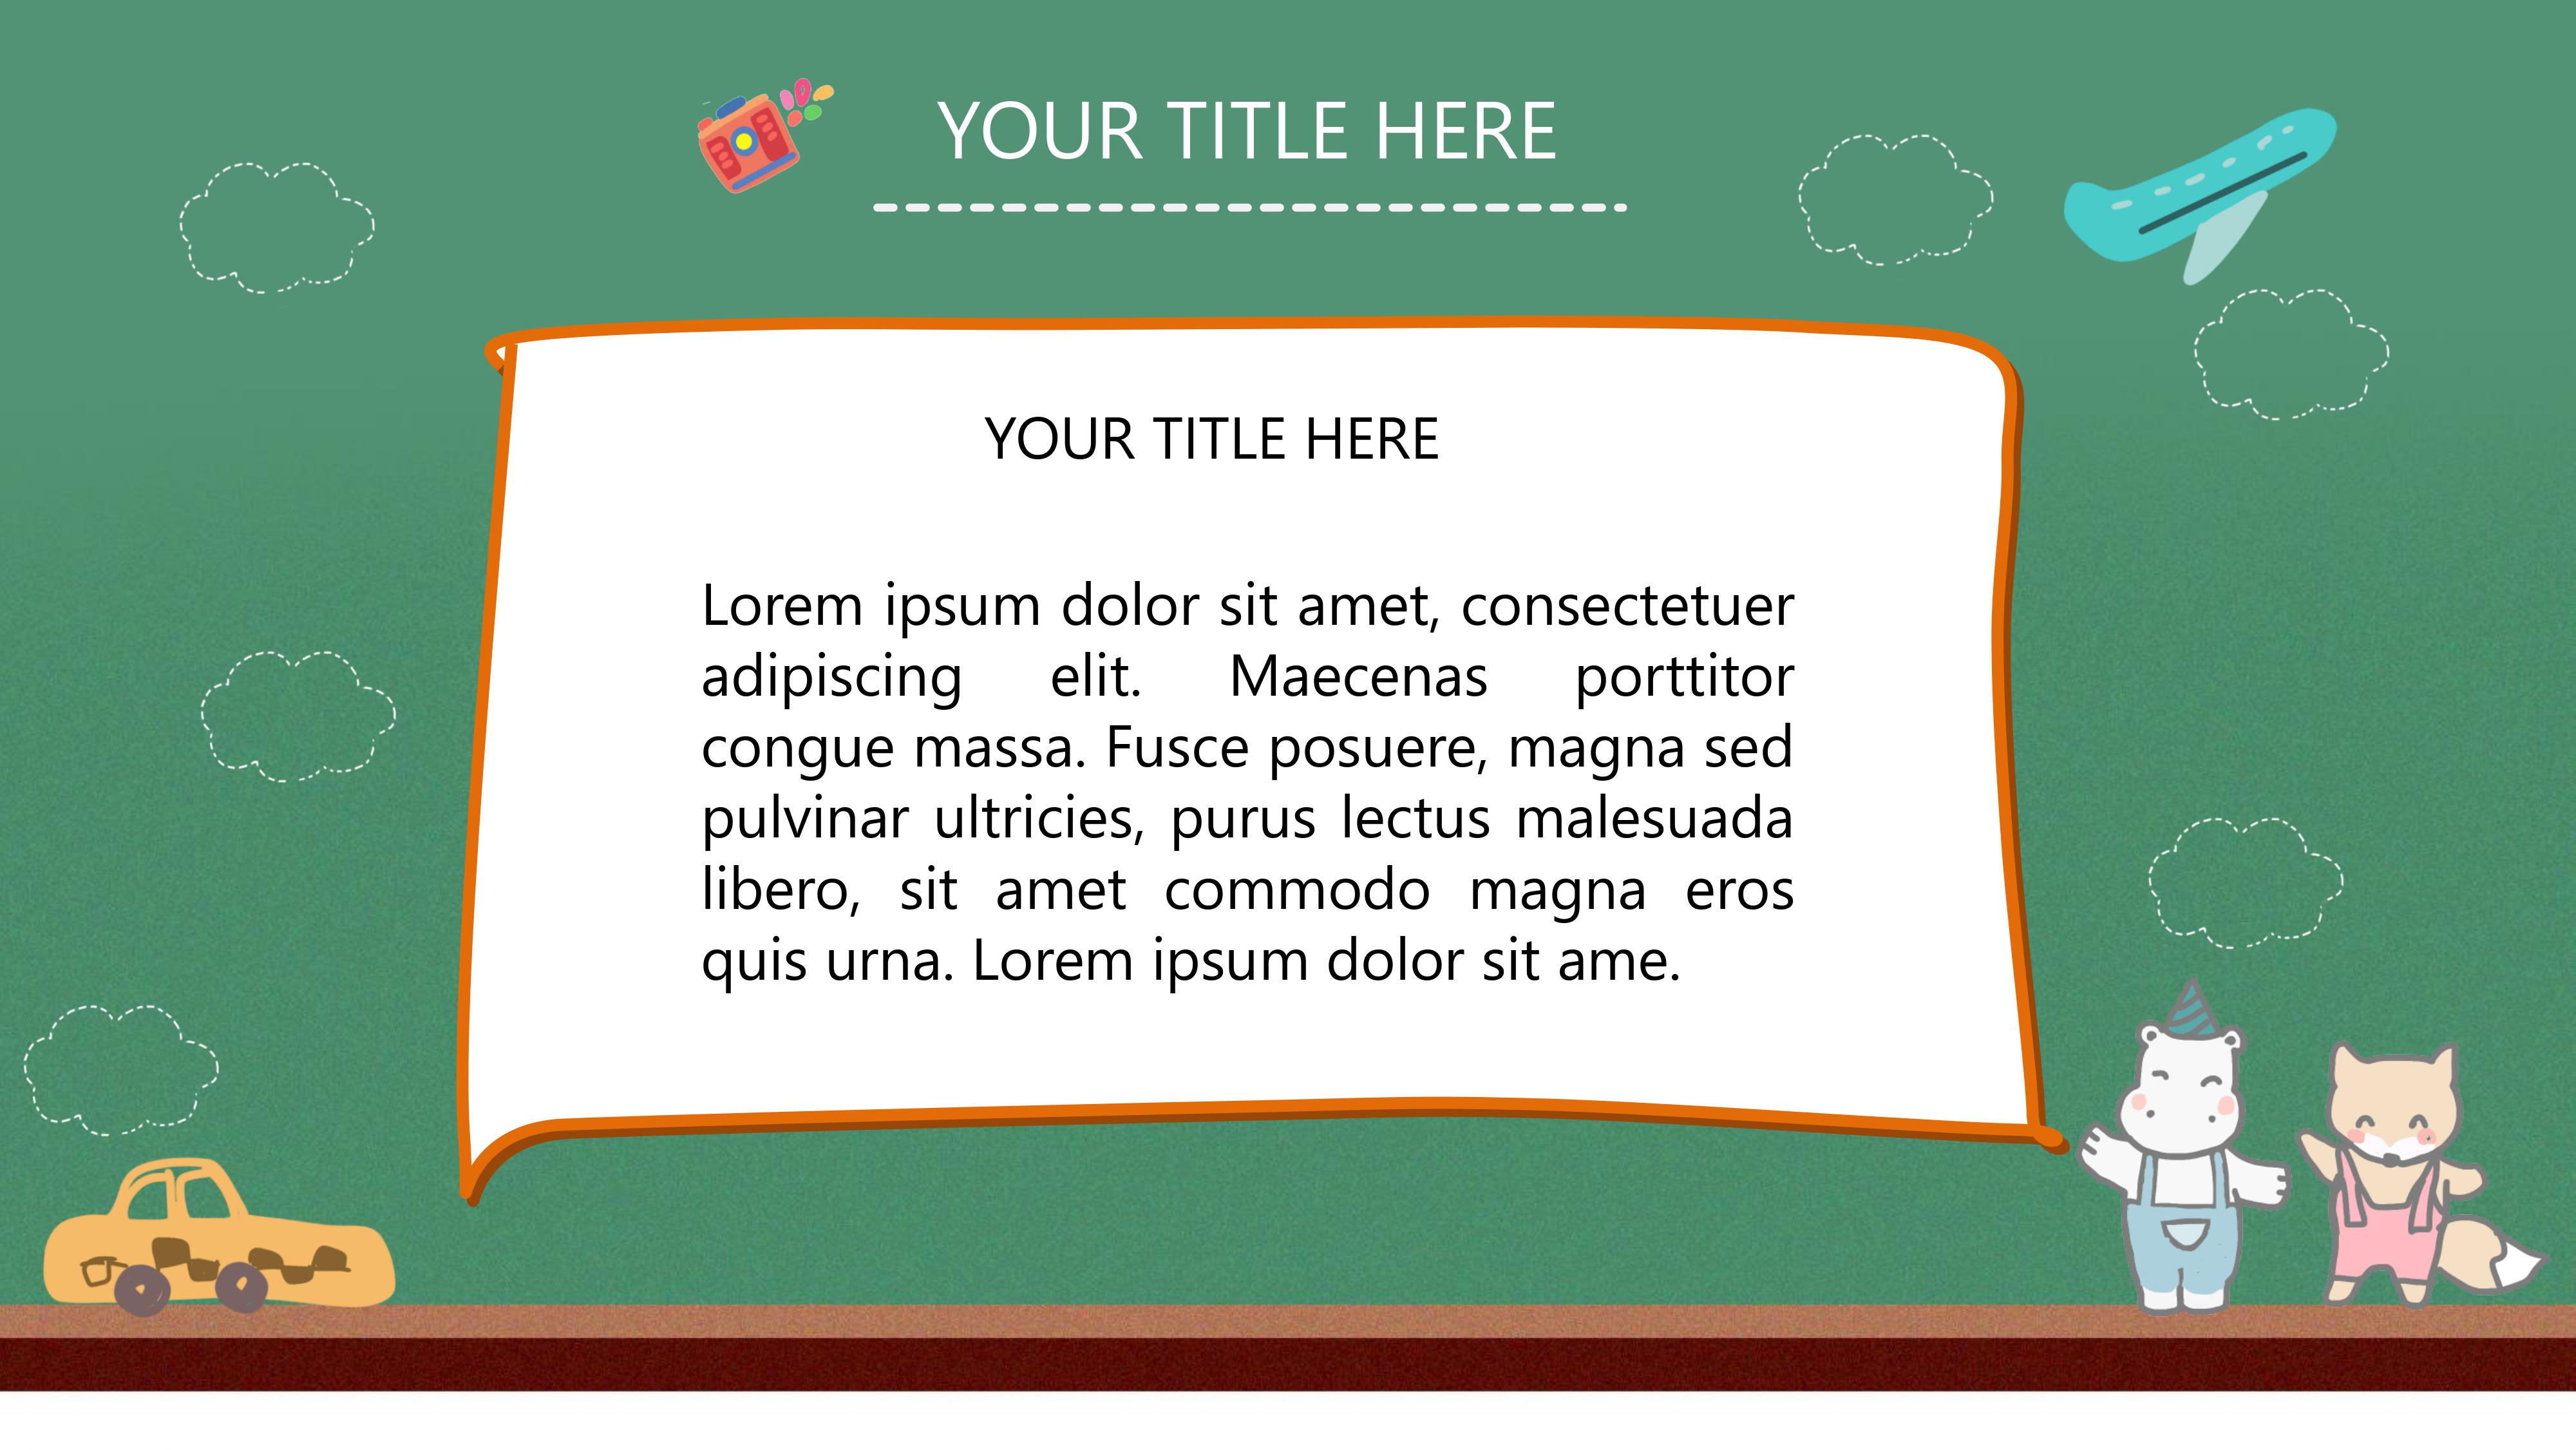 YOUR TITLE HERE
YOUR TITLE HERE
Lorem ipsum dolor sit amet, consectetuer
adipiscing elit. Maecenas porttitor
congue massa. Fusce posuere, magna sed
pulvinar ultricies, purus lectus malesuada
libero, sit amet commodo magna eros
quis urna. Lorem ipsum dolor sit ame.